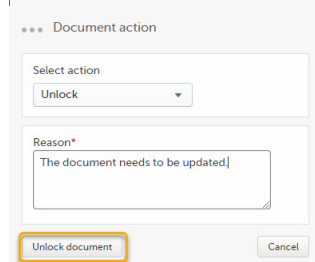 Document action
Select action
Unlock
Reason*
The document needs to be updated.
Unlock document Cancel